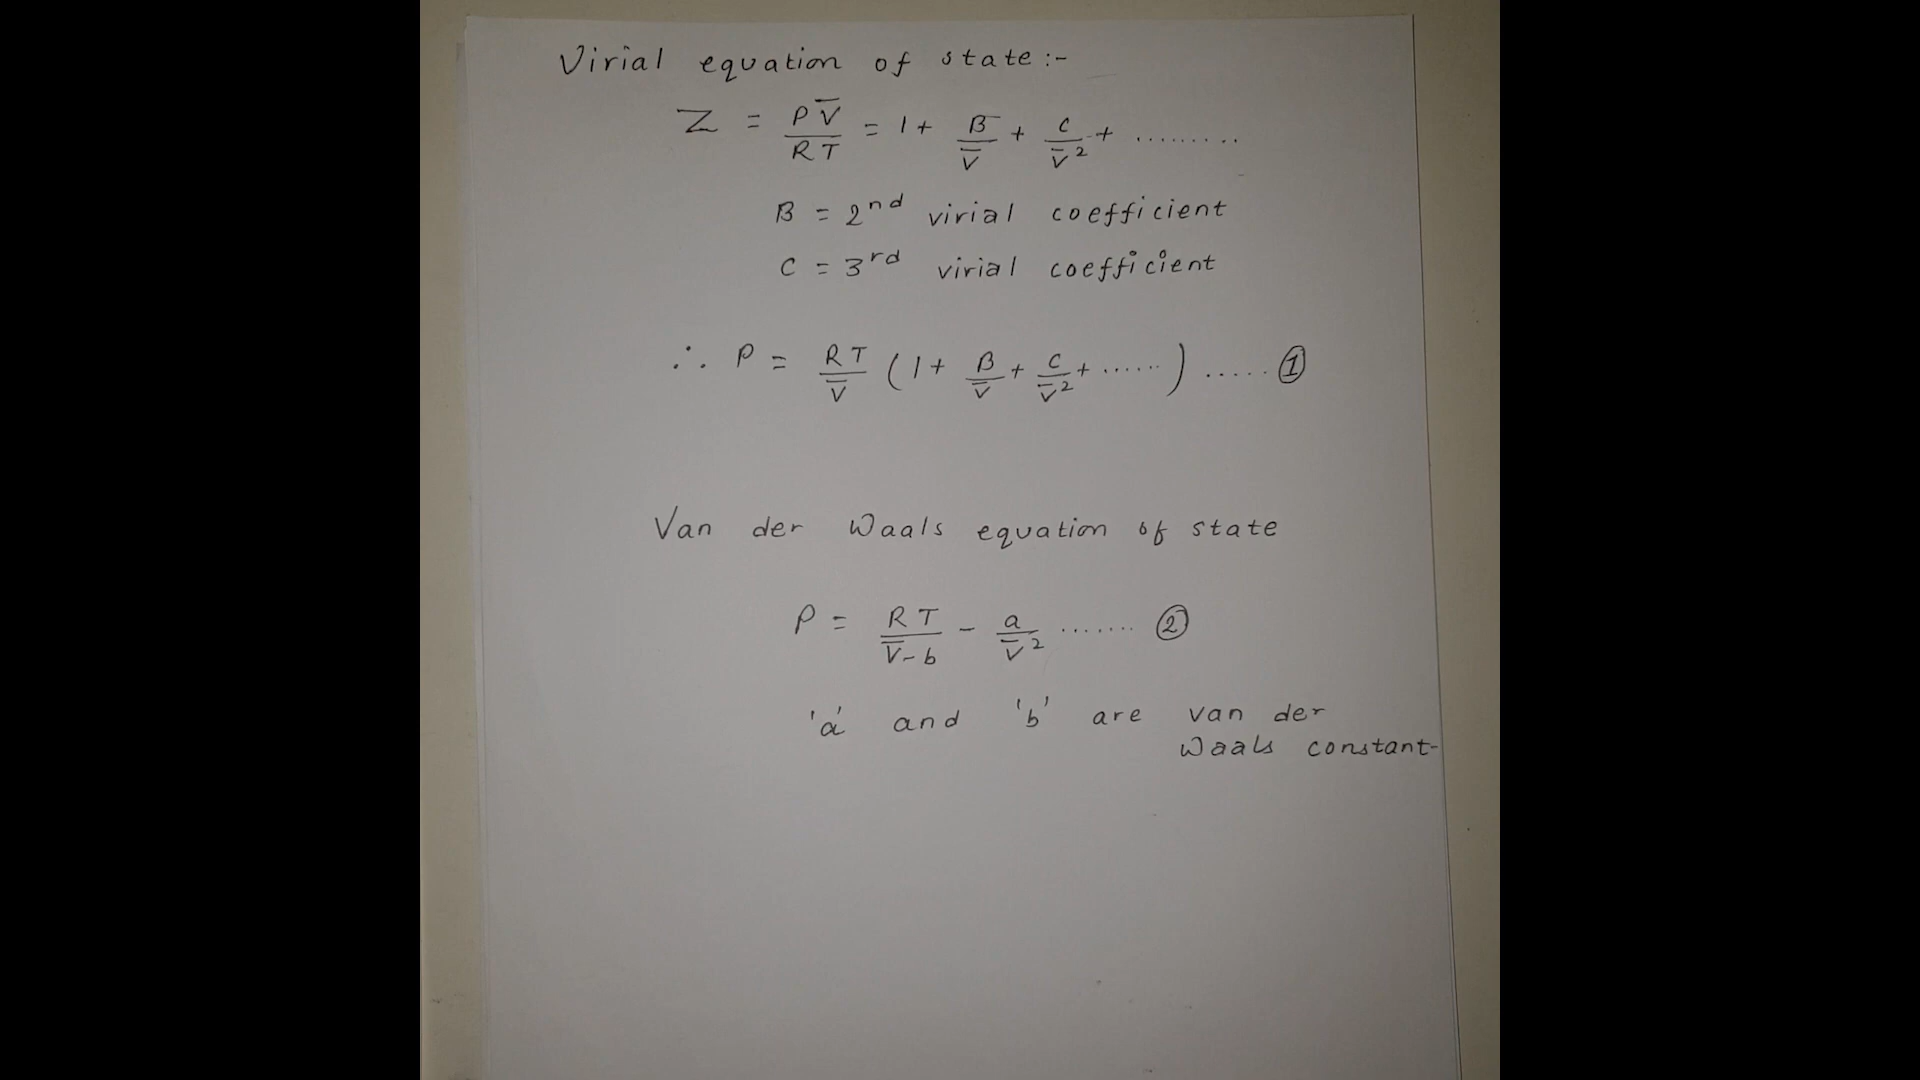 Virial equation of state :-
Z = PV̅/RT = 1 + B/V̅ + C/V̅² + .........
B = 2nd virial coefficient
C = 3rd virial coefficient
∴ P = RT/V̅ (1 + B/V̅ + C/V̅² + ......) ..... ①
Van der Waals equation of state
P = RT/(V̅-b) - a/V̅² ....... ②
'a' and 'b' are van der
Waals constant-